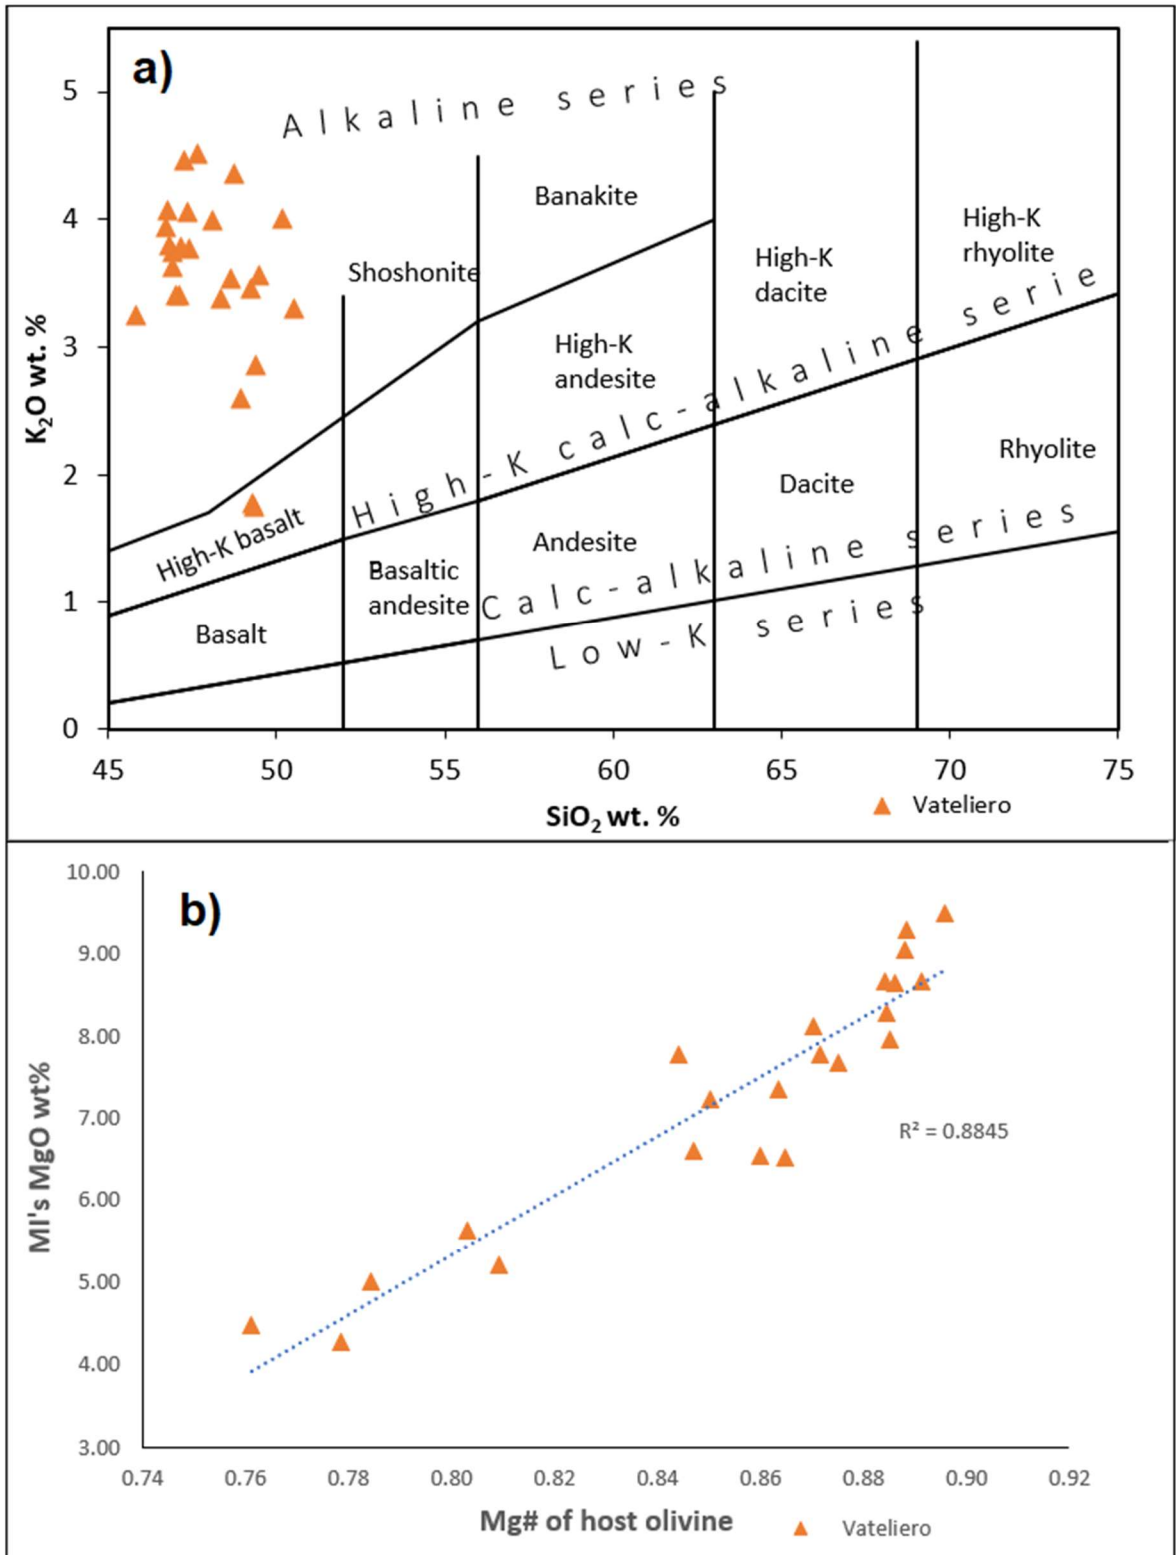 a)
Alkaline series
5
Banakite
4
High-K
rhyolite
High-K
dacite
Shoshonite
K₂O wt. %
3
High-K
andesite
High-K calc-alkaline serie
2
Rhyolite
Dacite
High-K basalt
Andesite
Basaltic
andesite
Calc-alkaline series
1
Basalt
Low-K series
0
45 50 55 60 65 70 75
SiO₂ wt. %
Vateliero
b)
10.00
9.00
8.00
7.00
R² = 0.8845
MI's MgO wt%
6.00
5.00
4.00
3.00
0.74 0.76 0.78 0.80 0.82 0.84 0.86 0.88 0.90 0.92
Mg# of host olivine
Vateliero